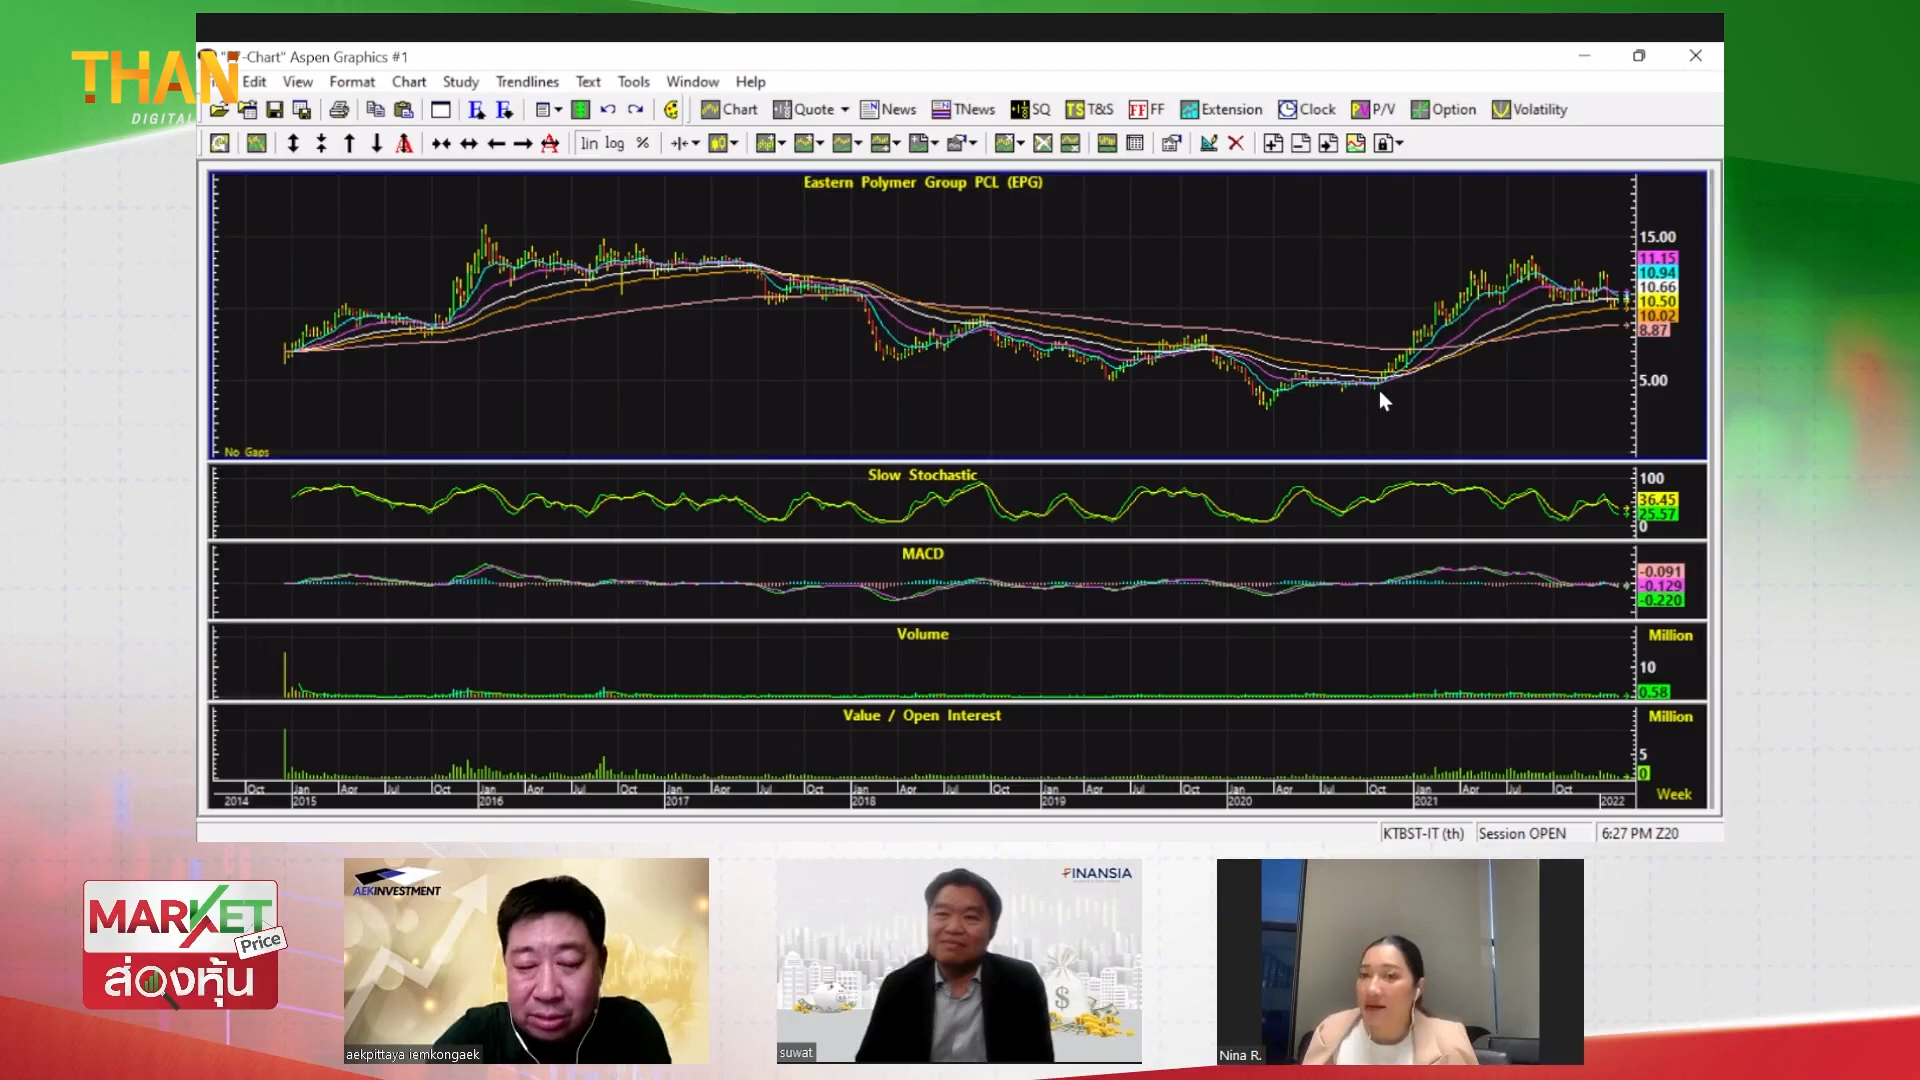 THAN
DIGITAL
-Chart" Aspen Graphics #1
Edit View Format Chart Study Trendlines Text Tools Window Help
Chart Quote News TNews SQ TS T&S FF FF Extension Clock P/V Option Volatility
lin log %
Eastern Polymer Group PCL (EPG)
15.00
11.15
10.94
10.66
10.50
10.02
8.87
5.00
No Gaps
Slow Stochastic
100
36.45
25.57
0
MACD
-0.091
-0.129
-0.220
Volume
Million
10
0.58
Value / Open Interest
Million
5
0
Oct Jan Apr Jul Oct Jan Apr Jul Oct Jan Apr Jul Oct Jan Apr Jul Oct Jan Apr Jul Oct Jan Apr Jul Oct Jan Apr Jul Oct
2014 2015 2016 2017 2018 2019 2020 2021 2022
Week
KTBST-IT (th) Session OPEN 6:27 PM Z20
MARKET
Price
ส่องหุ้น
AEKINVESTMENT
aekpittaya iemkongaek
FINANSIA
$
suwat
Nina R.